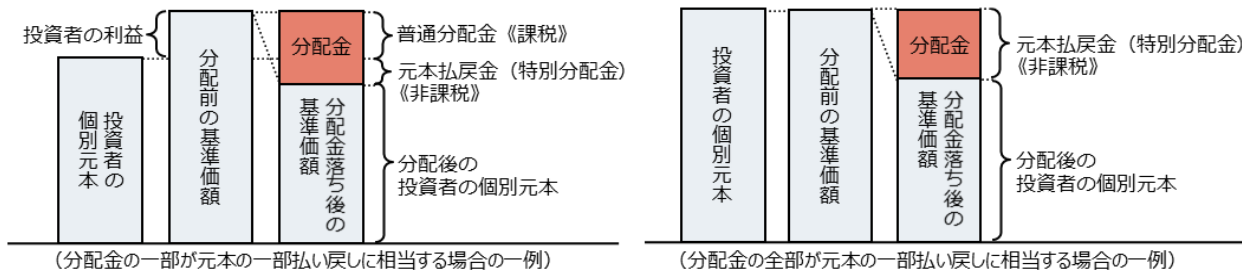 投資者の利益
投資者の
個別元本
分配前の基準価額
分配金
分配金落ち後の
基準価額
普通分配金《課税》
元本払戻金（特別分配金）
《非課税》
分配後の
投資者の個別元本
（分配金の一部が元本の一部払い戻しに相当する場合の一例）
投資者の個別元本
分配前の基準価額
分配金
分配金落ち後の
基準価額
元本払戻金（特別分配金）
《非課税》
分配後の
投資者の個別元本
（分配金の全部が元本の一部払い戻しに相当する場合の一例）